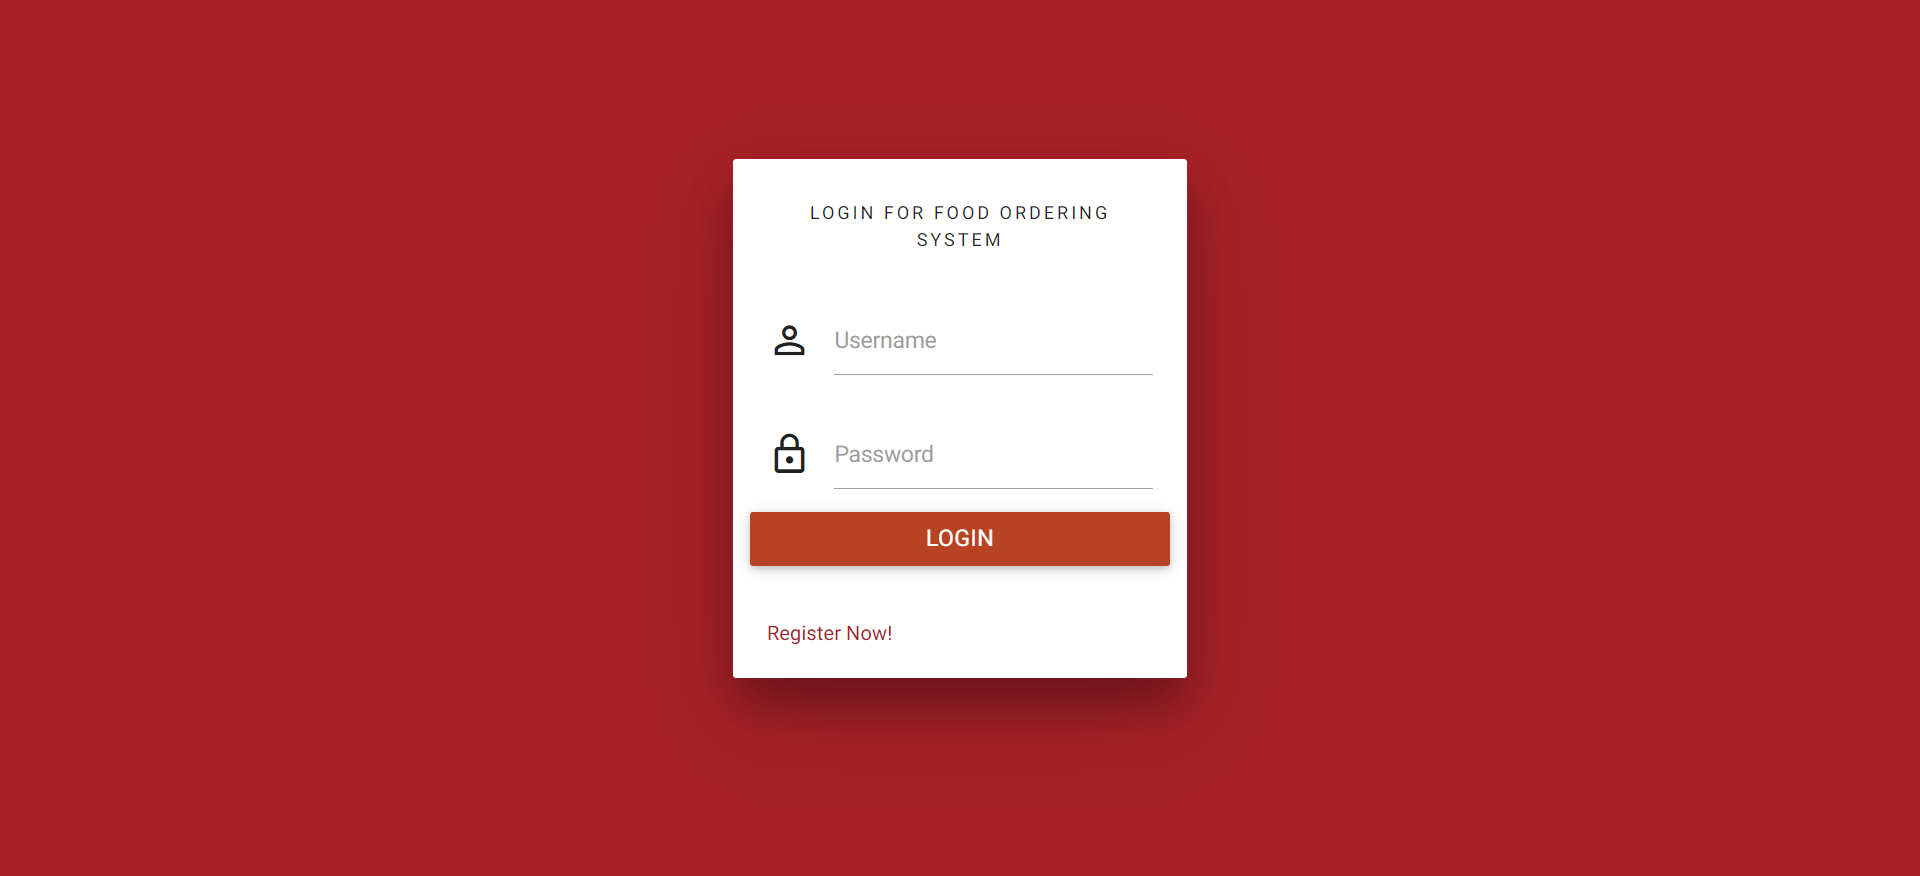 LOGIN FOR FOOD ORDERING
SYSTEM
Username
Password
LOGIN
Register Now!